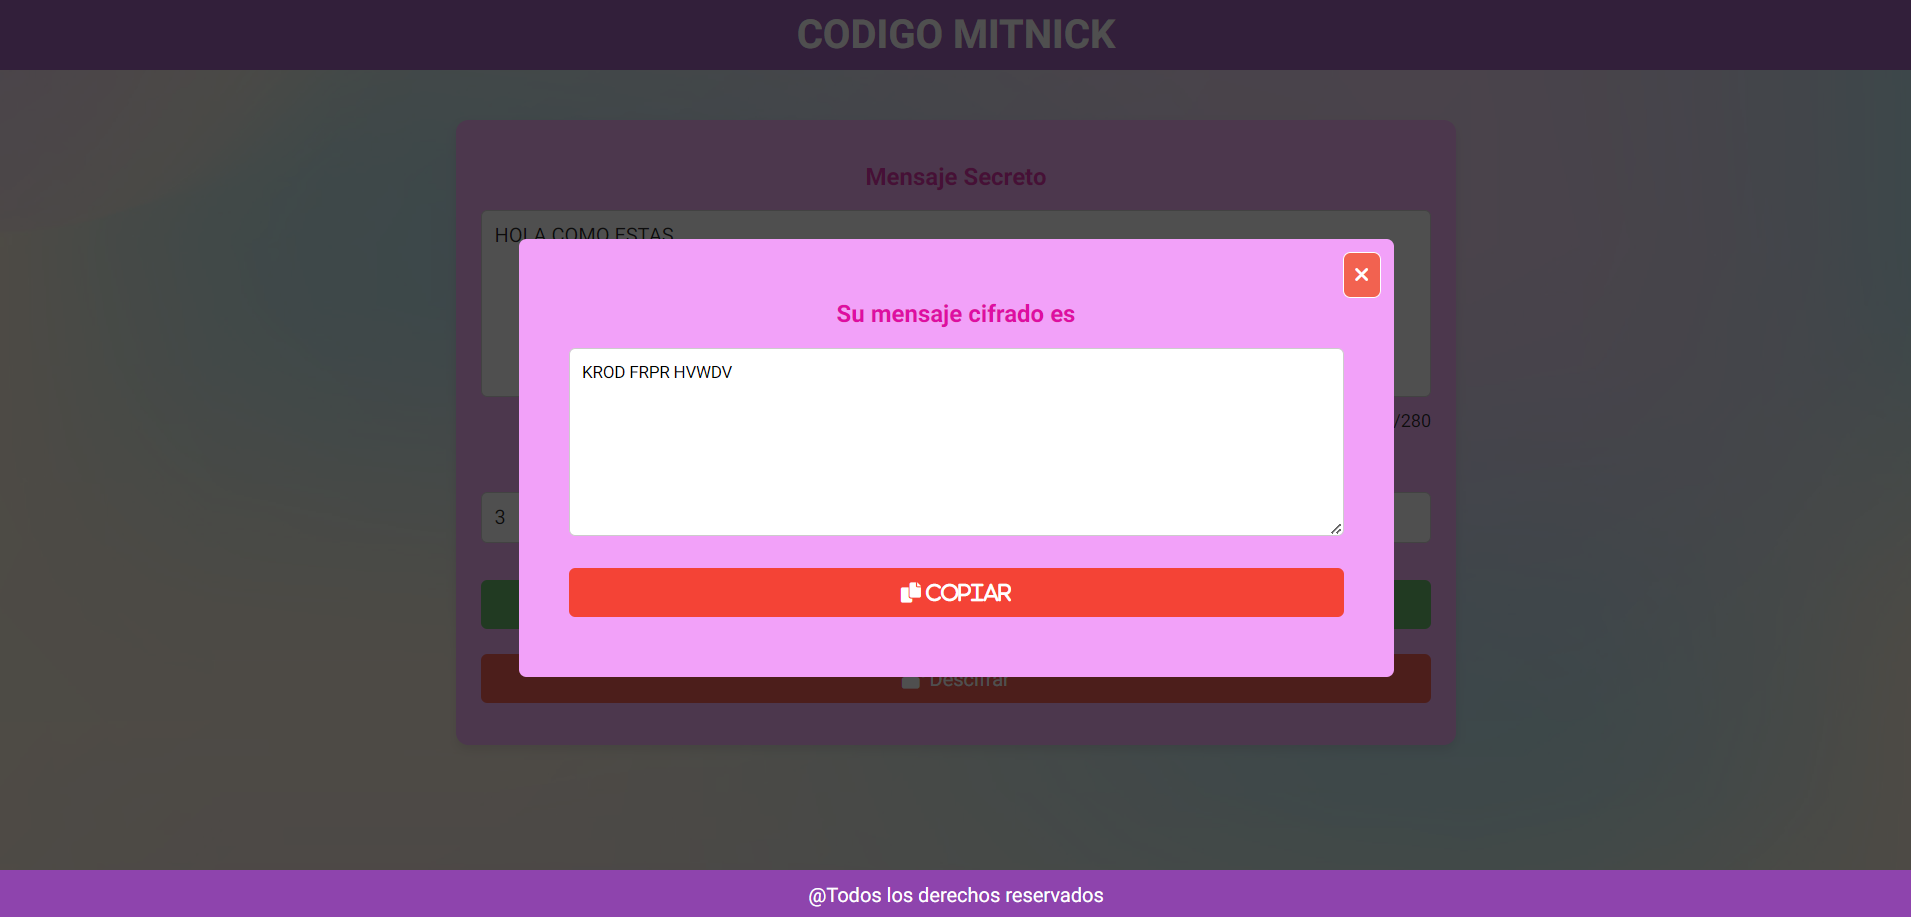 CODIGO MITNICK
Mensaje Secreto
HOLA COMO ESTAS
Su mensaje cifrado es
KROD FRPR HVWDV
/280
3
COPIAR
Descifrar
@Todos los derechos reservados